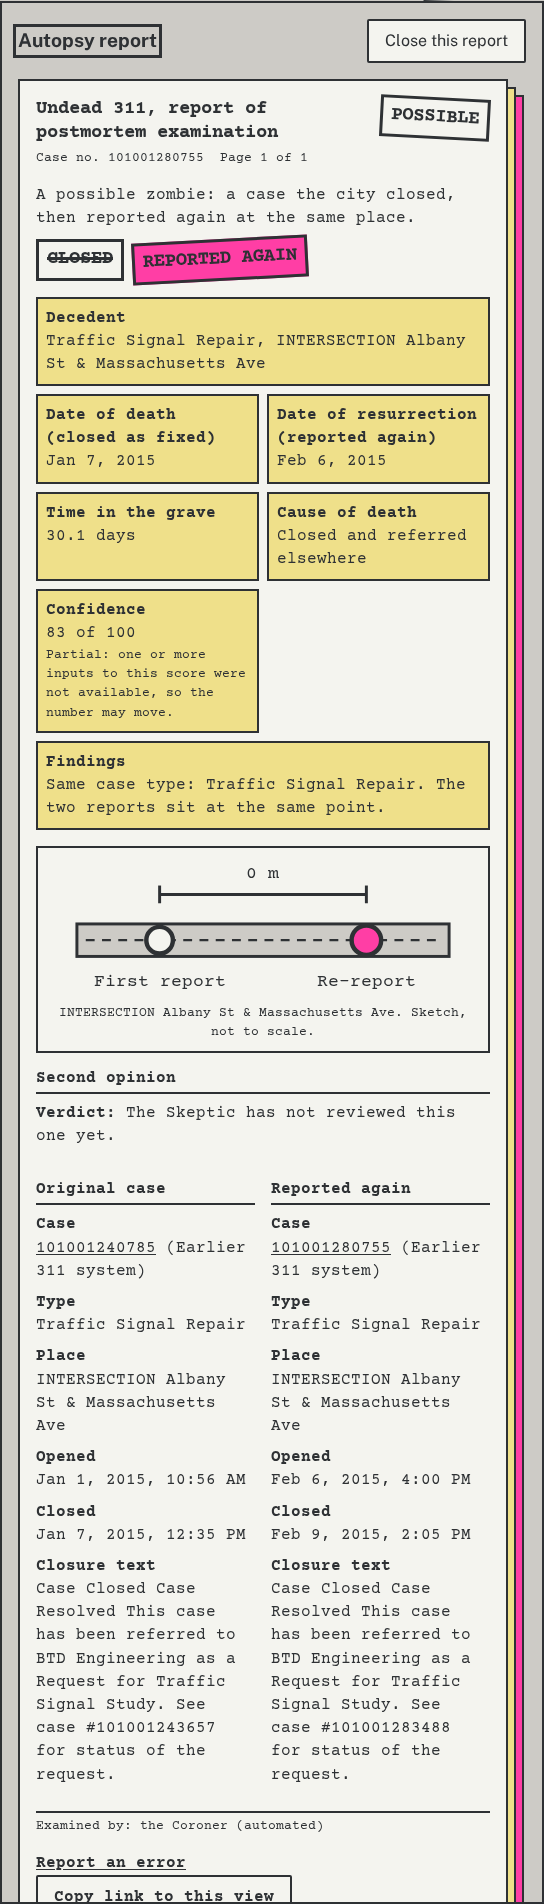 Autopsy report
Close this report
Undead 311, report of
postmortem examination
POSSIBLE
Case no. 101001280755 Page 1 of 1
A possible zombie: a case the city closed,
then reported again at the same place.
CLOSED
REPORTED AGAIN
Decedent
Traffic Signal Repair, INTERSECTION Albany
St & Massachusetts Ave
Date of death
(closed as fixed)
Jan 7, 2015
Date of resurrection
(reported again)
Feb 6, 2015
Time in the grave
30.1 days
Cause of death
Closed and referred
elsewhere
Confidence
83 of 100
Partial: one or more
inputs to this score were
not available, so the
number may move.
Findings
Same case type: Traffic Signal Repair. The
two reports sit at the same point.
0 m
First report
Re-report
INTERSECTION Albany St & Massachusetts Ave. Sketch,
not to scale.
Second opinion
Verdict: The Skeptic has not reviewed this
one yet.
Original case
Case
101001240785 (Earlier
311 system)
Type
Traffic Signal Repair
Place
INTERSECTION Albany
St & Massachusetts
Ave
Opened
Jan 1, 2015, 10:56 AM
Closed
Jan 7, 2015, 12:35 PM
Closure text
Case Closed Case
Resolved This case
has been referred to
BTD Engineering as a
Request for Traffic
Signal Study. See
case #101001243657
for status of the
request.
Reported again
Case
101001280755 (Earlier
311 system)
Type
Traffic Signal Repair
Place
INTERSECTION Albany
St & Massachusetts
Ave
Opened
Feb 6, 2015, 4:00 PM
Closed
Feb 9, 2015, 2:05 PM
Closure text
Case Closed Case
Resolved This case
has been referred to
BTD Engineering as a
Request for Traffic
Signal Study. See
case #101001283488
for status of the
request.
Examined by: the Coroner (automated)
Report an error
Copy link to this view